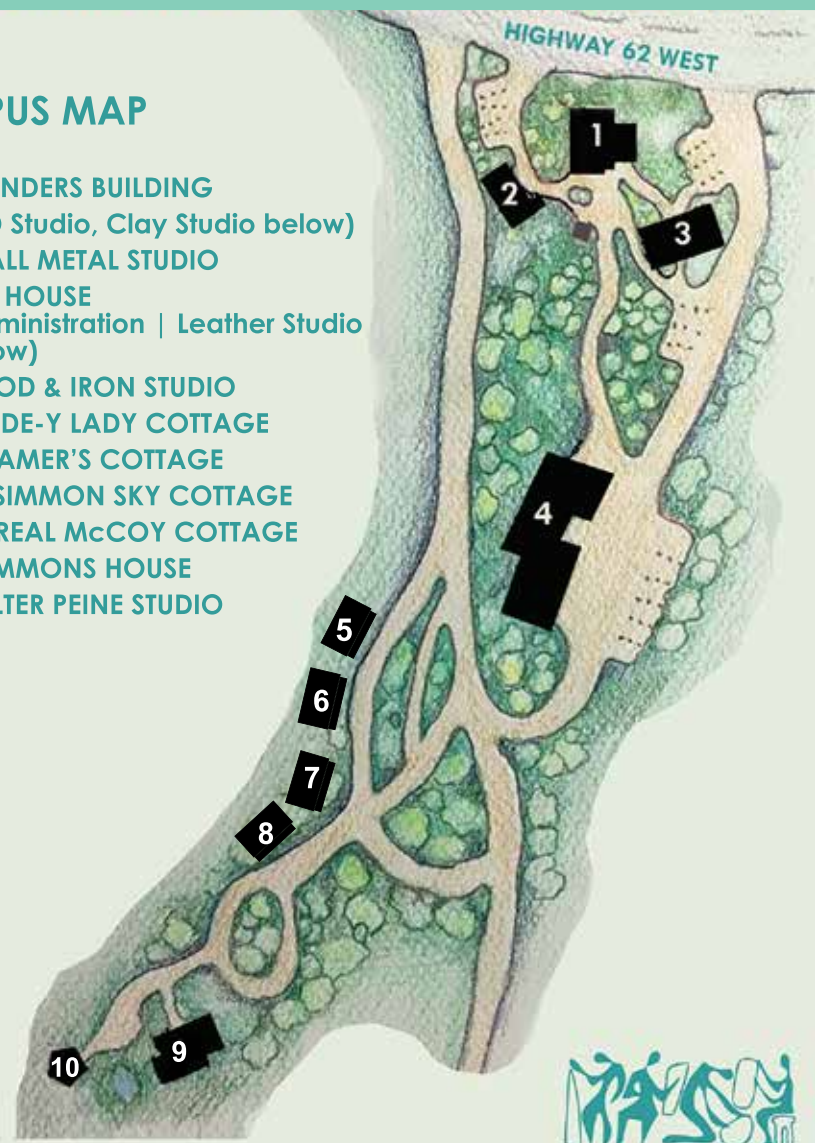 HIGHWAY 62 WEST
PUS MAP
NDERS BUILDING
Studio, Clay Studio below)
ALL METAL STUDIO
HOUSE
ministration | Leather Studio
ow)
OD & IRON STUDIO
DE-Y LADY COTTAGE
AMER’S COTTAGE
SIMMON SKY COTTAGE
REAL McCOY COTTAGE
MMONS HOUSE
LTER PEINE STUDIO
1
2
3
4
5
6
7
8
9
10